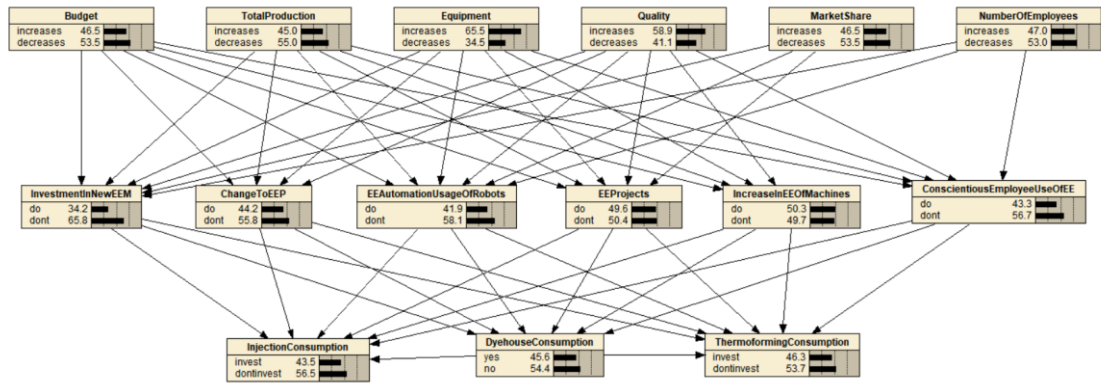 Budget
increases 46.5
decreases 53.5
TotalProduction
increases 45.0
decreases 55.0
Equipment
increases 65.5
decreases 34.5
Quality
increases 58.9
decreases 41.1
MarketShare
increases 46.5
decreases 53.5
NumberOfEmployees
increases 47.0
decreases 53.0
InvestmentInNewEEM
do 34.2
dont 65.8
ChangeToEEP
do 44.2
dont 55.8
EEAutomationUsageOfRobots
do 41.9
dont 58.1
EEProjects
do 49.6
dont 50.4
IncreaseInEEOfMachines
do 50.3
dont 49.7
ConscientiousEmployeeUseOfEE
do 43.3
dont 56.7
InjectionConsumption
invest 43.5
dontinvest 56.5
DyehouseConsumption
yes 45.6
no 54.4
ThermoformingConsumption
invest 46.3
dontinvest 53.7